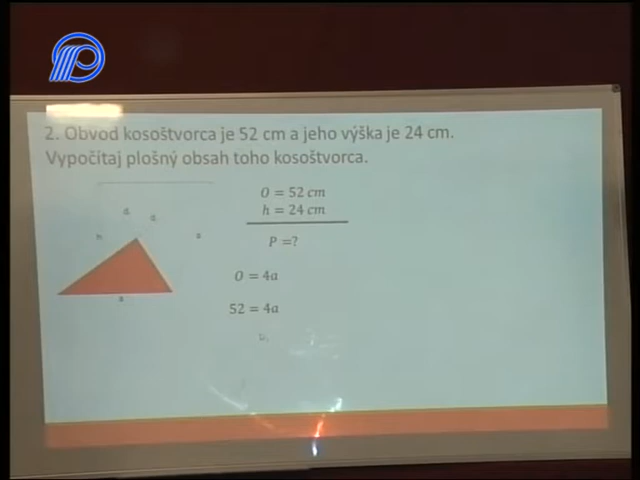 2. Obvod kosoštvorca je 52 cm a jeho výška je 24 cm.
Vypočítaj plošný obsah toho kosoštvorca.
O = 52 cm
h = 24 cm
P =?
O = 4a
52 = 4a
d
d
h
a
a